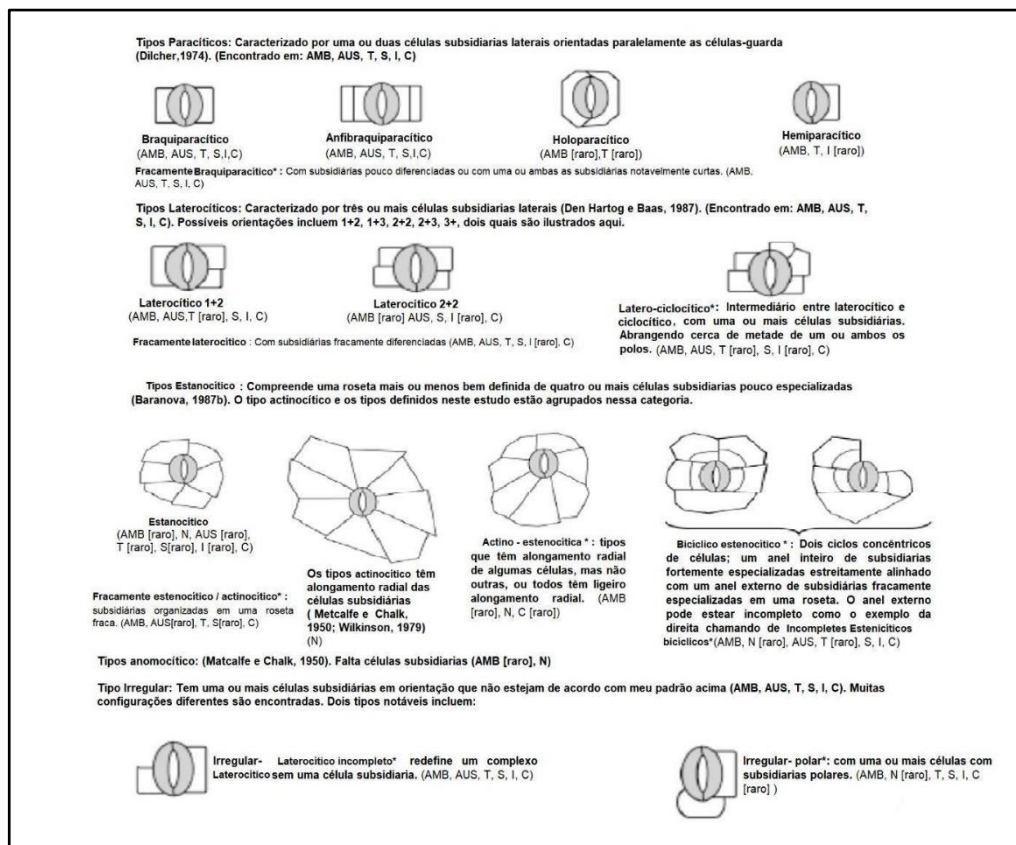 Tipos Paracíticos: Caracterizado por uma ou duas células subsidiarias laterais orientadas paralelamente as células-guarda
(Dilcher,1974). (Encontrado em: AMB, AUS, T, S, I, C)
Braquiparacítico
(AMB, AUS, T, S,I,C)
Anfibraquiparacítico
(AMB, AUS, T, S,I,C)
Holoparacítico
(AMB [raro],T [raro])
Hemiparacítico
(AMB, T, I [raro])
Fracamente Braquiparacítico* : Com subsidiárias pouco diferenciadas ou com uma ou ambas as subsidiárias notavelmente curtas. (AMB,
AUS, T, S, I, C)
Tipos Laterocíticos: Caracterizado por três ou mais células subsidiarias laterais (Den Hartog e Baas, 1987). (Encontrado em: AMB, AUS, T,
S, I, C). Possíveis orientações incluem 1+2, 1+3, 2+2, 2+3, 3+, dois quais são ilustrados aqui.
Laterocítico 1+2
(AMB, AUS,T [raro], S, I, C)
Laterocítico 2+2
(AMB [raro] AUS, S, I [raro], C)
Latero-ciclocítico*: Intermediário entre laterocítico e
ciclocítico, com uma ou mais células subsidiárias.
Abrangendo cerca de metade de um ou ambos os
polos. (AMB, AUS, T [raro], S, I [raro], C)
Fracamente laterocítico : Com subsidiárias fracamente diferenciadas (AMB, AUS, T, S, I [raro], C)
Tipos Estanocitico : Compreende uma roseta mais ou menos bem definida de quatro ou mais células subsidiarias pouco especializadas
(Baranova, 1987b). O tipo actinocítico e os tipos definidos neste estudo estão agrupados nessa categoria.
Estanocitico
(AMB [raro], N, AUS [raro],
T [raro], S[raro], I [raro], C)
Fracamente estenocitico / actinocítico* :
subsidiárias organizadas em uma roseta
fraca. (AMB, AUS[raro], T, S[raro], C)
Os tipos actinocitico têm
alongamento radial das
células subsidiárias
( Metcalfe e Chalk,
1950; Wilkinson, 1979)
(N)
Actino - estenocitica * : tipos
que têm alongamento radial
de algumas células, mas não
outras, ou todos têm ligeiro
alongamento radial. (AMB
[raro], N, C [raro])
Biciclico estenocitico * : Dois ciclos concêntricos
de células; um anel inteiro de subsidiarias
fortemente especializadas estreitamente alinhado
com um anel externo de subsidiárias fracamente
especializadas em uma roseta. O anel externo
pode estear incompleto como o exemplo da
direita chamando de Incompletes Esteniciticos
biciclicos*(AMB, N [raro], AUS, T [raro], S, I, C)
Tipos anomocítico: (Matcalfe e Chalk, 1950). Falta células subsidiarias (AMB [raro], N)
Tipo Irregular: Tem uma ou mais células subsidiárias em orientação que não estejam de acordo com meu padrão acima (AMB, AUS, T, S, I, C). Muitas
configurações diferentes são encontradas. Dois tipos notáveis incluem:
Irregular- Laterocitico incompleto* redefine um complexo
Laterocitico sem uma célula subsidiaria. (AMB, AUS, T, S, I, C)
Irregular- polar*: com uma ou mais células com
subsidiarias polares. (AMB, N [raro], T, S, I, C
[raro] )